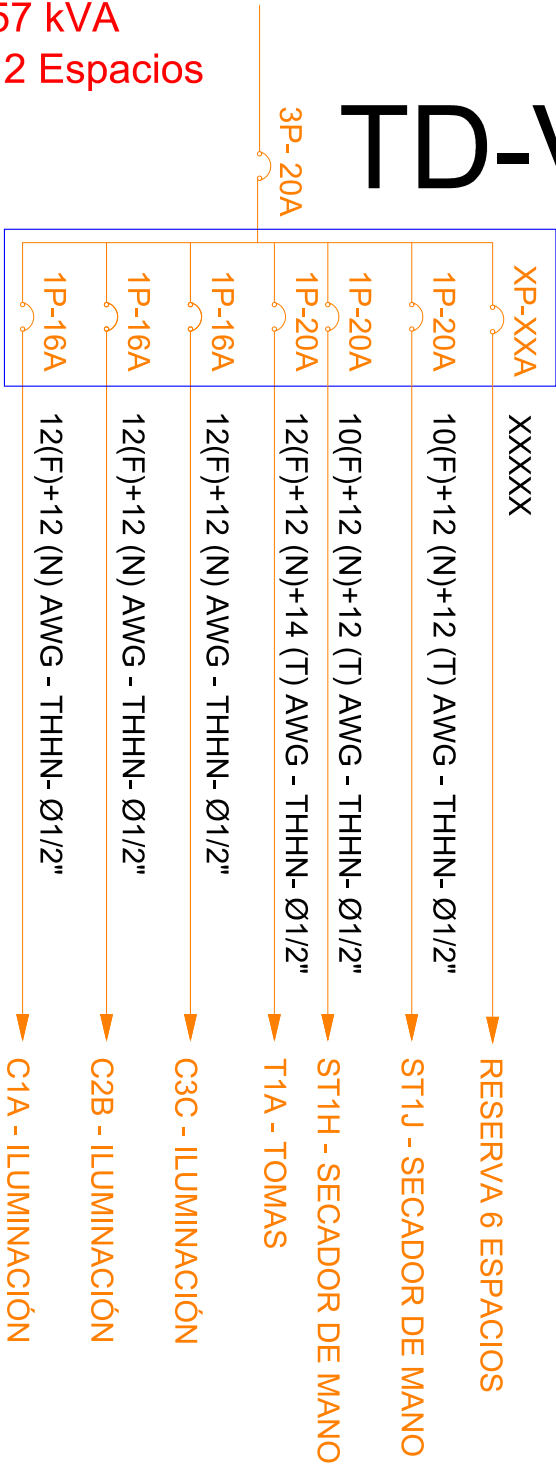 57 kVA
2 Espacios
TD-V
3P- 20A
1P-16A
1P-16A
1P-16A
1P-20A
1P-20A
1P-20A
XP-XXA
12(F)+12 (N) AWG - THHN- Ø1/2"
12(F)+12 (N) AWG - THHN- Ø1/2"
12(F)+12 (N) AWG - THHN- Ø1/2"
12(F)+12 (N)+14 (T) AWG - THHN- Ø1/2"
10(F)+12 (N)+12 (T) AWG - THHN- Ø1/2"
10(F)+12 (N)+12 (T) AWG - THHN- Ø1/2"
XXXXX
C1A - ILUMINACIÓN
C2B - ILUMINACIÓN
C3C - ILUMINACIÓN
T1A - TOMAS
ST1H - SECADOR DE MANO
ST1J - SECADOR DE MANO
RESERVA 6 ESPACIOS